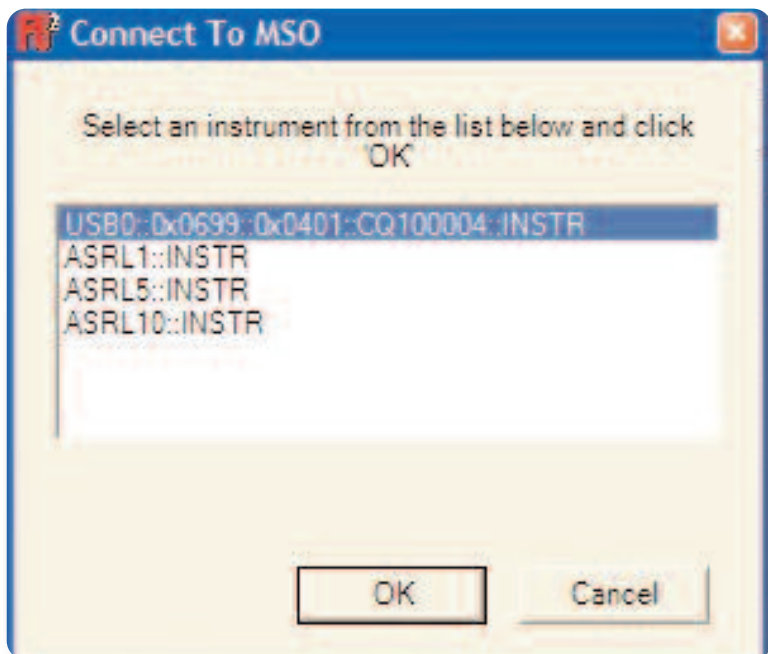 Connect To MSO
Select an instrument from the list below and click
'OK'
USB0::0x0699::0x0401::CQ100004::INSTR
ASRL1::INSTR
ASRL5::INSTR
ASRL10::INSTR
OK
Cancel